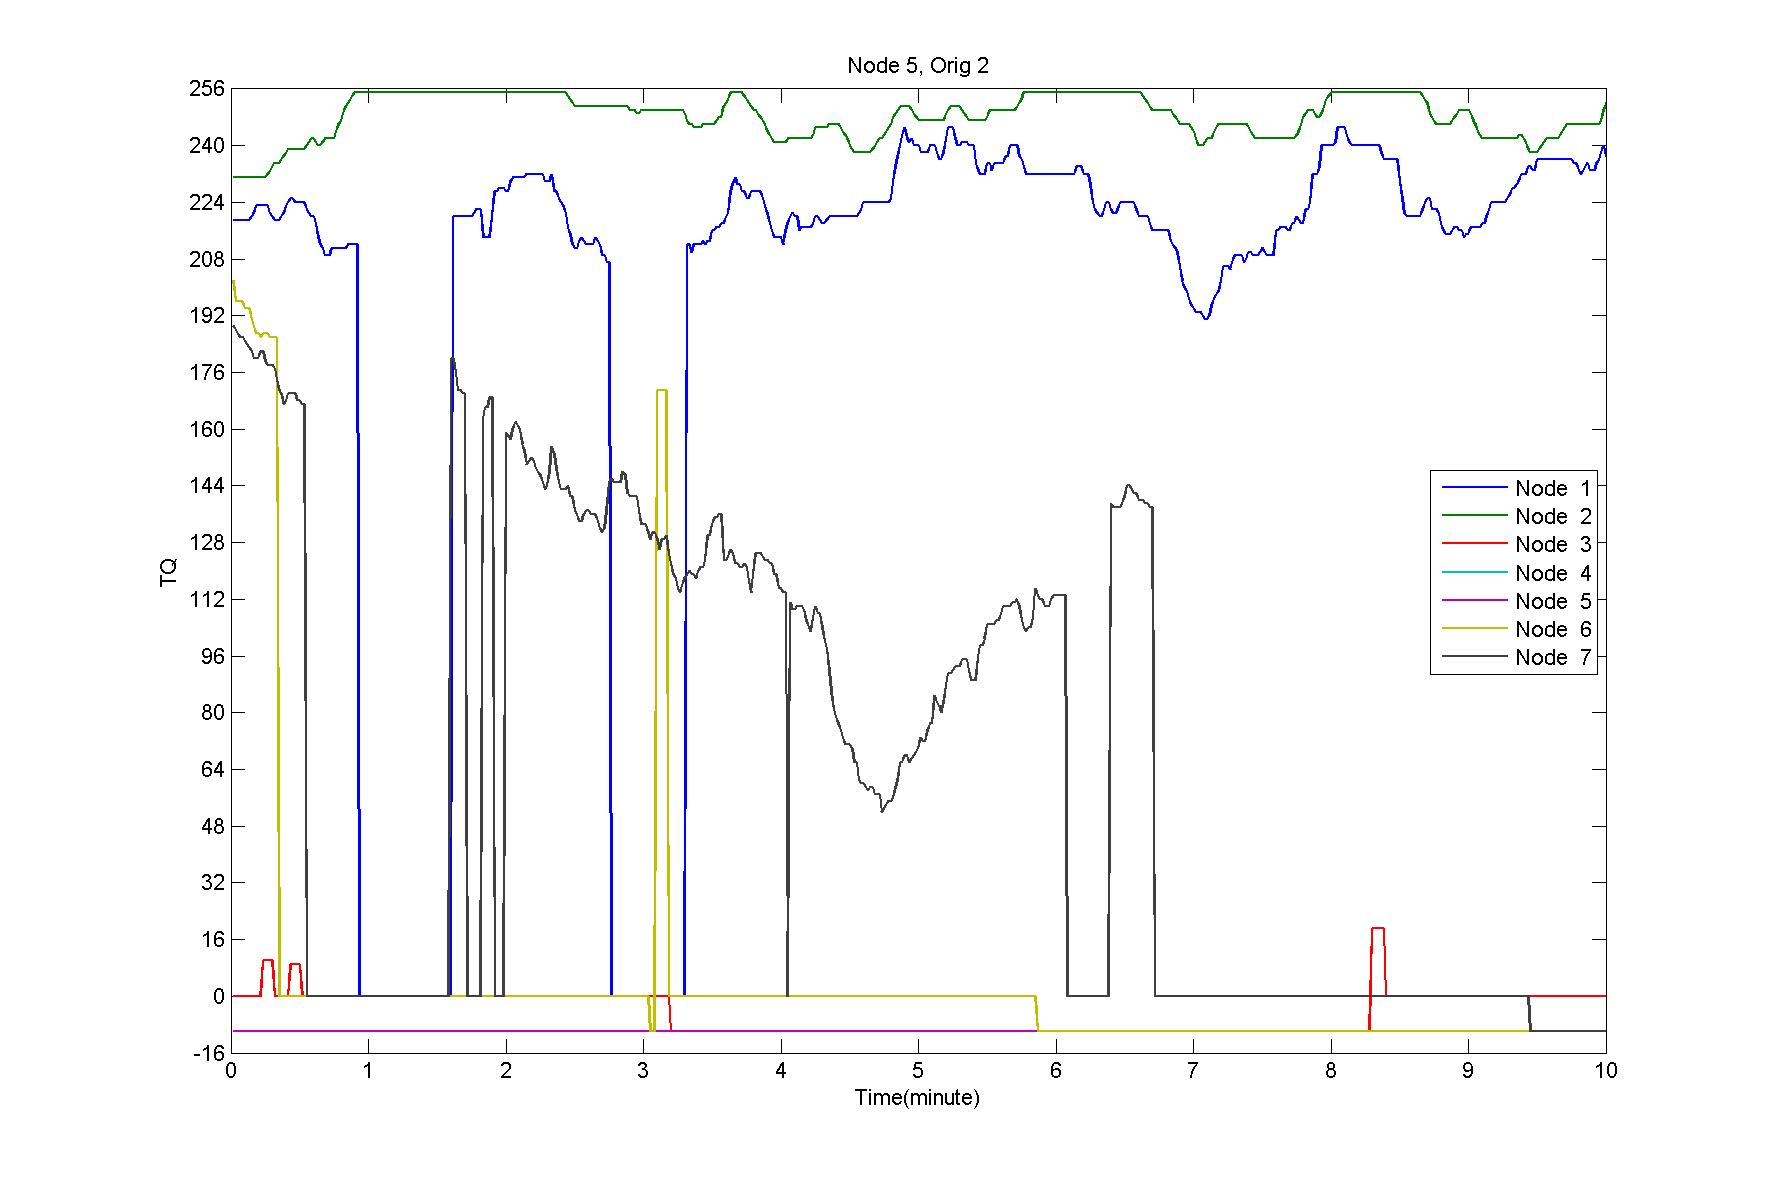 Node 5, Orig 2
256
240
224
208
192
176
160
144
128
112
96
80
64
48
32
16
0
-16
TQ
Node 1
Node 2
Node 3
Node 4
Node 5
Node 6
Node 7
0 1 2 3 4 5 6 7 8 9 10
Time(minute)